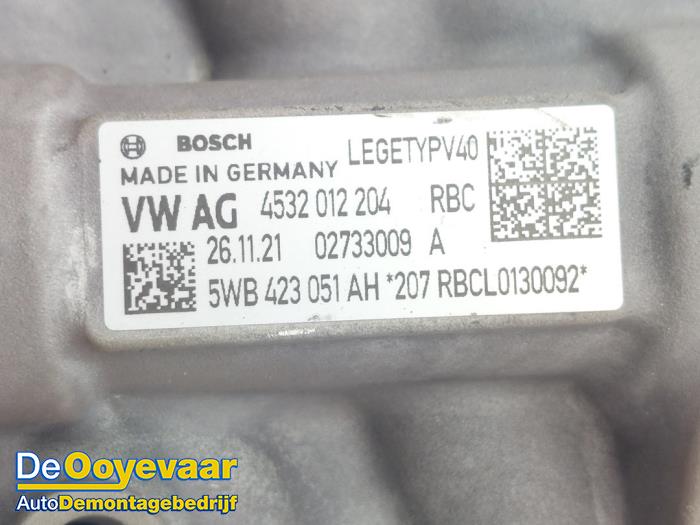 BOSCH LEGETYPV40
MADE IN GERMANY
VW AG 4532 012 204 RBC
26.11.21 02733009 A
5WB 423 051 AH *207 RBCL0130092*
De Ooyevaar
AutoDemontagebedrijf